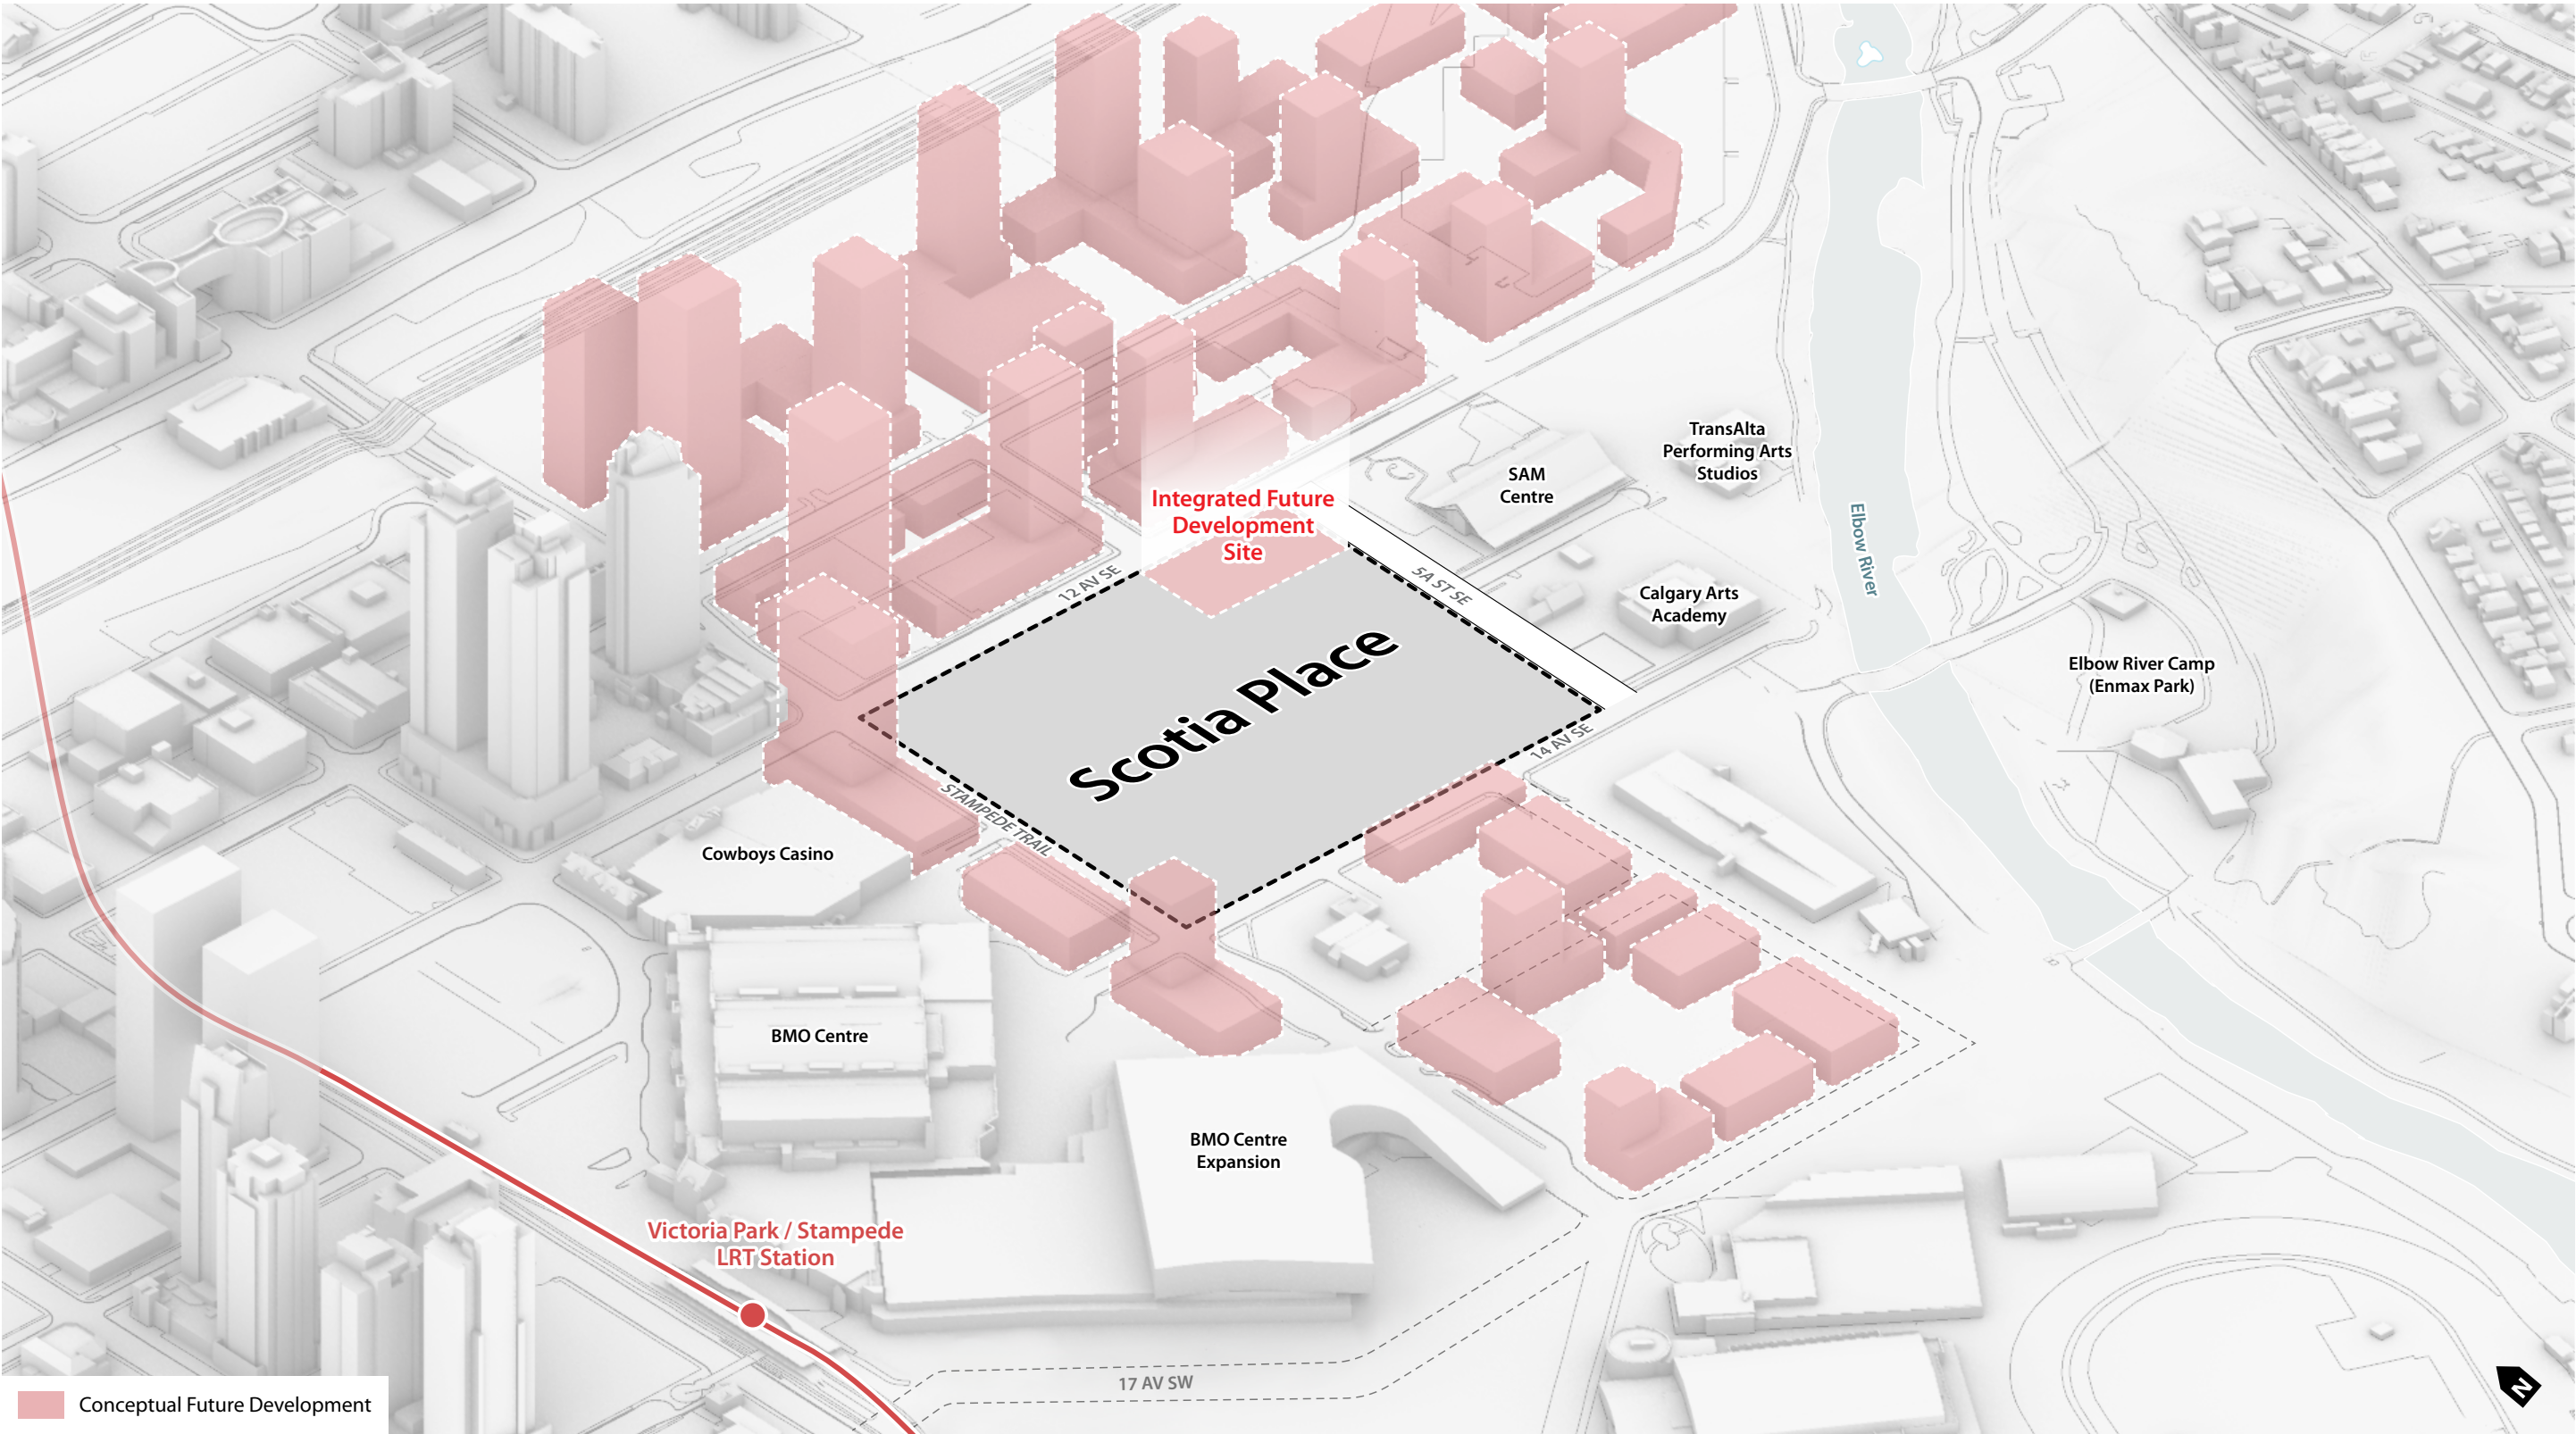 TransAlta
Performing Arts
Studios
SAM
Centre
Integrated Future
Development
Site
12 AV SE
5A ST SE
Elbow River
Calgary Arts
Academy
Elbow River Camp
(Enmax Park)
Scotia Place
14 AV SE
STAMPEDE TRAIL
Cowboys Casino
BMO Centre
BMO Centre
Expansion
Victoria Park / Stampede
LRT Station
17 AV SW
Conceptual Future Development
N